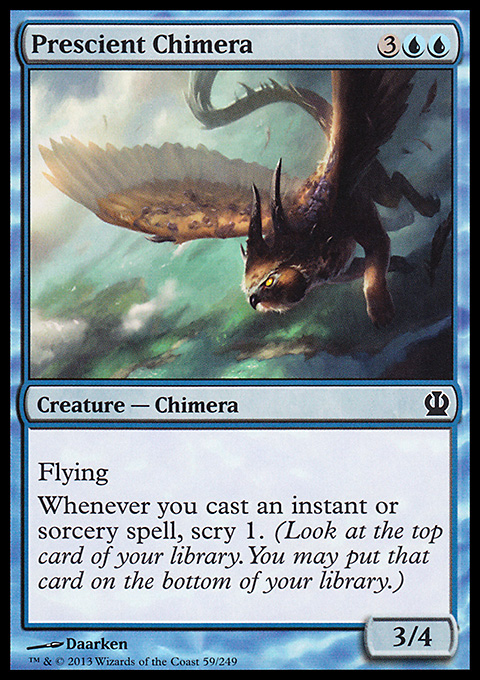 Prescient Chimera 3
Creature — Chimera
Flying
Whenever you cast an instant or
sorcery spell, scry 1. (Look at the top
card of your library. You may put that
card on the bottom of your library.)
3/4
Daarken
™ & © 2013 Wizards of the Coast 59/249